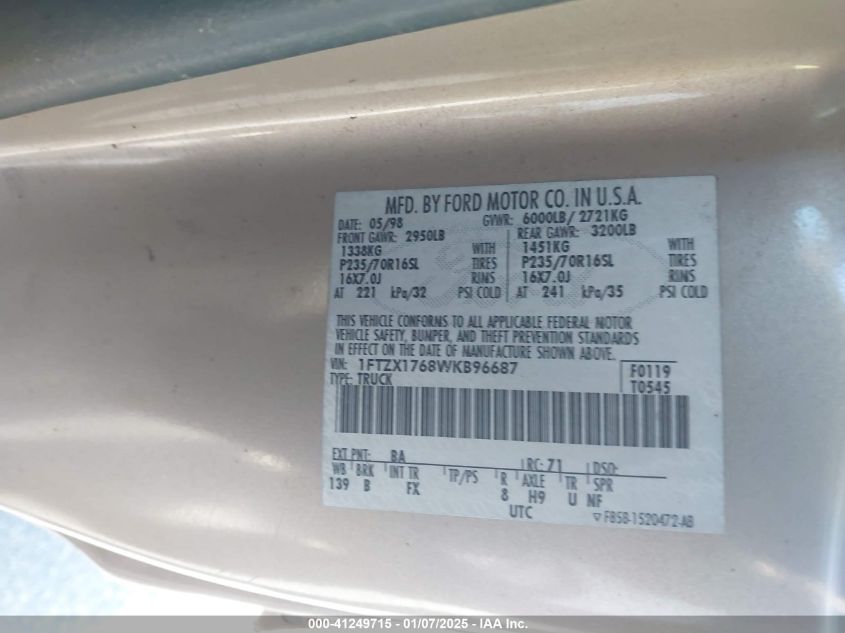 MFD. BY FORD MOTOR CO. IN U.S.A.
DATE: 05/98 GVWR: 6000LB/ 2721KG
FRONT GAWR: 2950LB REAR GAWR: 3200LB
1338KG WITH 1451KG WITH
P235/70R16SL TIRES P235/70R16SL TIRES
16X7.0J RIMS 16X7.0J RIMS
AT 221 kPa/32 PSI COLD AT 241 kPa/35 PSI COLD
THIS VEHICLE CONFORMS TO ALL APPLICABLE FEDERAL MOTOR
VEHICLE SAFETY, BUMPER, AND THEFT PREVENTION STANDARDS
IN EFFECT ON THE DATE OF MANUFACTURE SHOWN ABOVE.
VIN: 1FTZX1768WKB96687 F0119
TYPE: TRUCK T0545
EXT PNT: BA RC: 71 DSO:
WB BRK INT TR TP/PS R AXLE TR SPR
139 B FX 8 H9 U NF
UTC ▽ F85B-1520472-AB
000-41249715 - 01/07/2025 - IAA Inc.